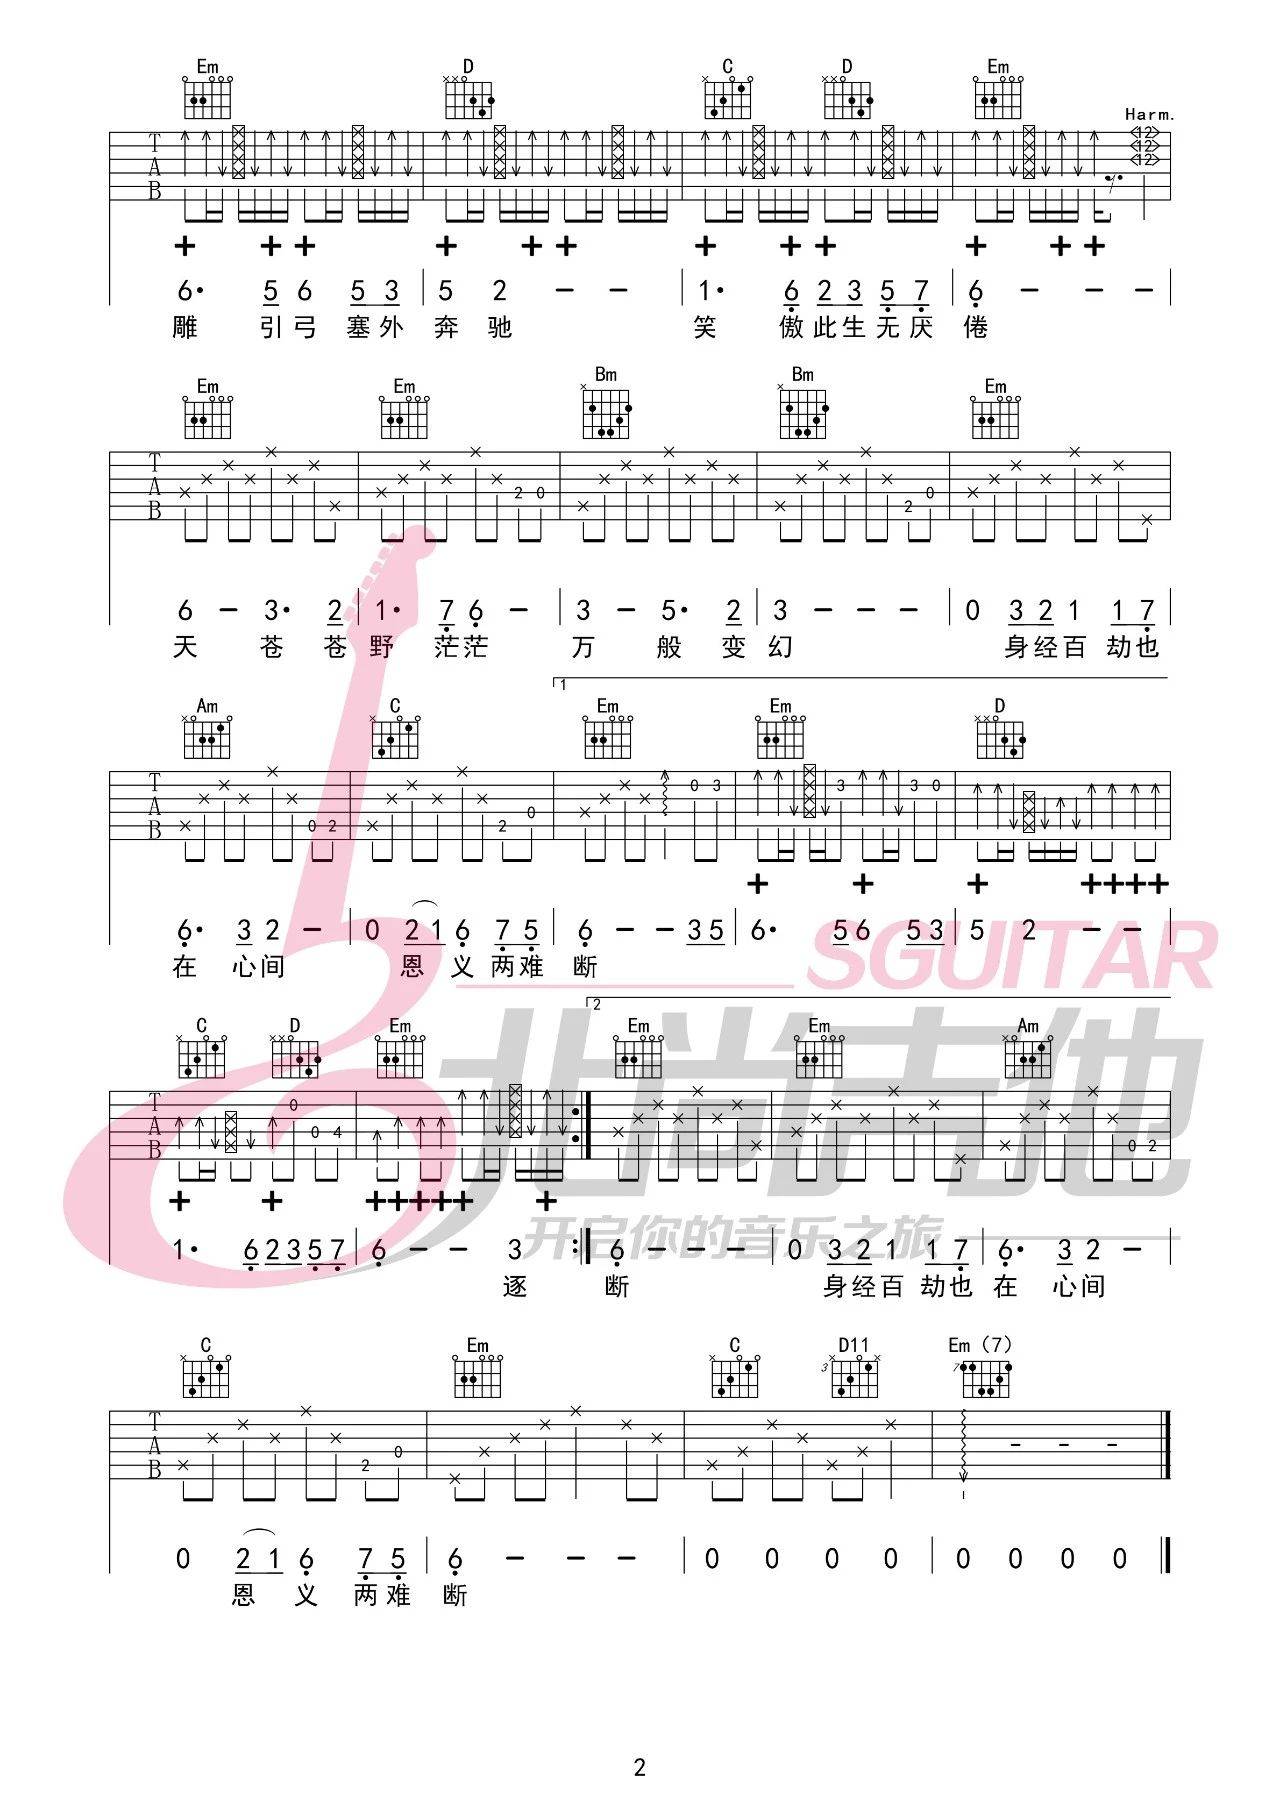 Em D C D Em
Harm.
12
12
12
T
A
B
6· 5 6 5 3 5 2 - - 1· 6 2 3 5 7 6 - - -
雕 引弓 塞外 奔 驰 笑 傲此生无厌 倦
Em Em Bm Bm Em
T
A
B
2 0 2 0
6 - 3· 2 1· 7 6 - 3 - 5· 2 3 - - - 0 3 2 1 1 7
天 苍 苍 野 茫茫 万 般 变 幻 身经百 劫也
1
Am C Em Em D
T
A
B
0 2 2 0 0 3 3 3 0
6· 3 2 - 0 2 1 6 7 5 6 - - 3 5 6· 5 6 5 3 5 2 - -
在 心间 恩 义 两难 断
SGUITAR
2
C D Em Em Em Am
北尚吉他
T
A
B
0 0 4 0 2
开启你的音乐之旅
1· 6 2 3 5 7 6 - - 3 6 - - - 0 3 2 1 1 7 6· 3 2 -
逐 断 身经百 劫也 在 心间
C Em C D11 Em（7）
3 7
T
A
B
2 0 - - -
0 2 1 6 7 5 6 - - - 0 0 0 0 0 0 0 0
恩 义 两难 断
2